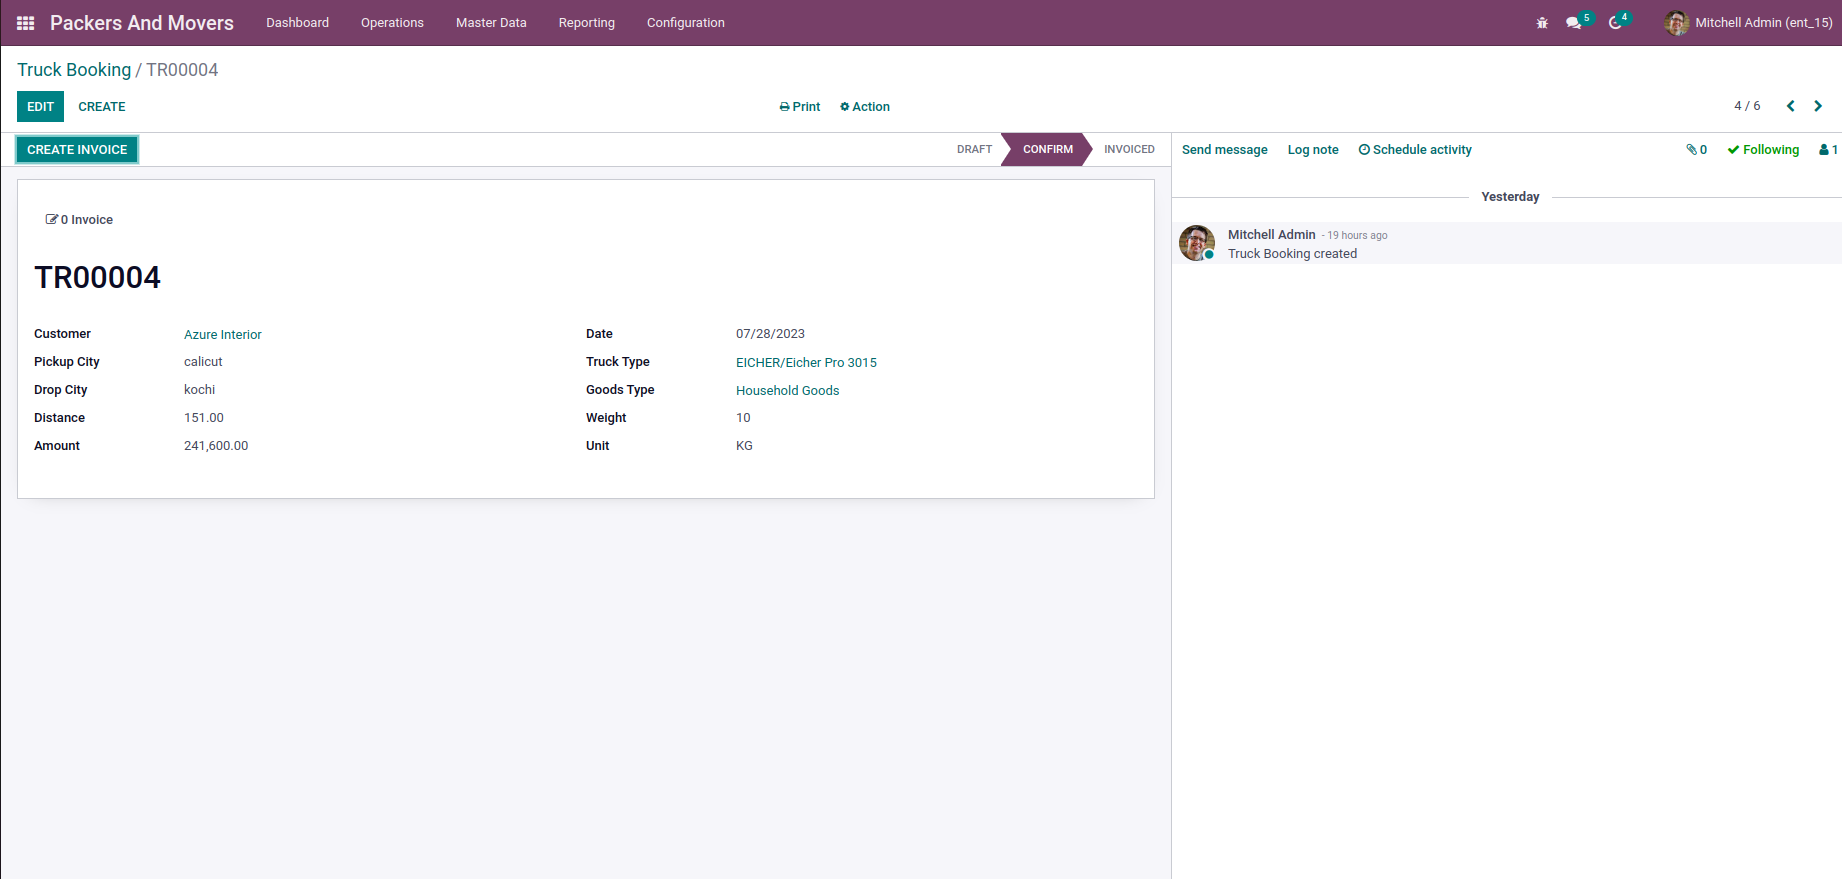 Packers And Movers Dashboard Operations Master Data Reporting Configuration 5 4 Mitchell Admin (ent_15)
Truck Booking / TR00004
EDIT CREATE Print Action 4 / 6
CREATE INVOICE DRAFT CONFIRM INVOICED Send message Log note Schedule activity 0 Following 1
Yesterday
0 Invoice
Mitchell Admin - 19 hours ago
Truck Booking created
TR00004
Customer Azure Interior Date 07/28/2023
Pickup City calicut Truck Type EICHER/Eicher Pro 3015
Drop City kochi Goods Type Household Goods
Distance 151.00 Weight 10
Amount 241,600.00 Unit KG